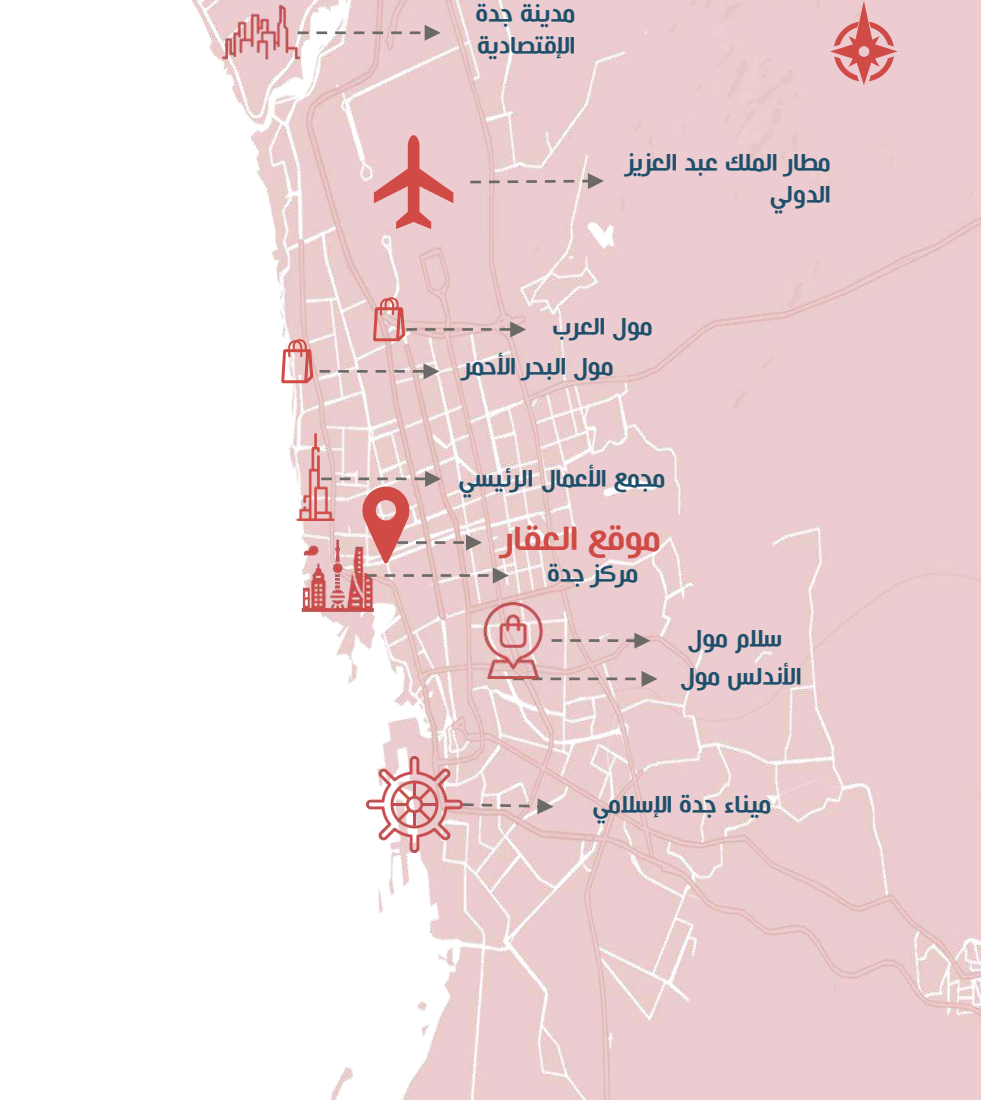 مدينة جدة
الإقتصادية
مطار الملك عبد العزيز
الدولي
مول العرب
مول البحر الأحمر
مجمع الأعمال الرئيسي
موقع العقار
مركز جدة
سلام مول
الأندلس مول
ميناء جدة الإسلامي